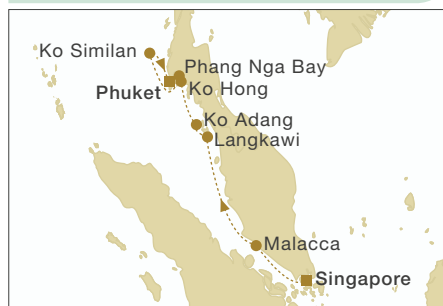 Ko Similan
Phang Nga Bay
Phuket
Ko Hong
Ko Adang
Langkawi
Malacca
Singapore